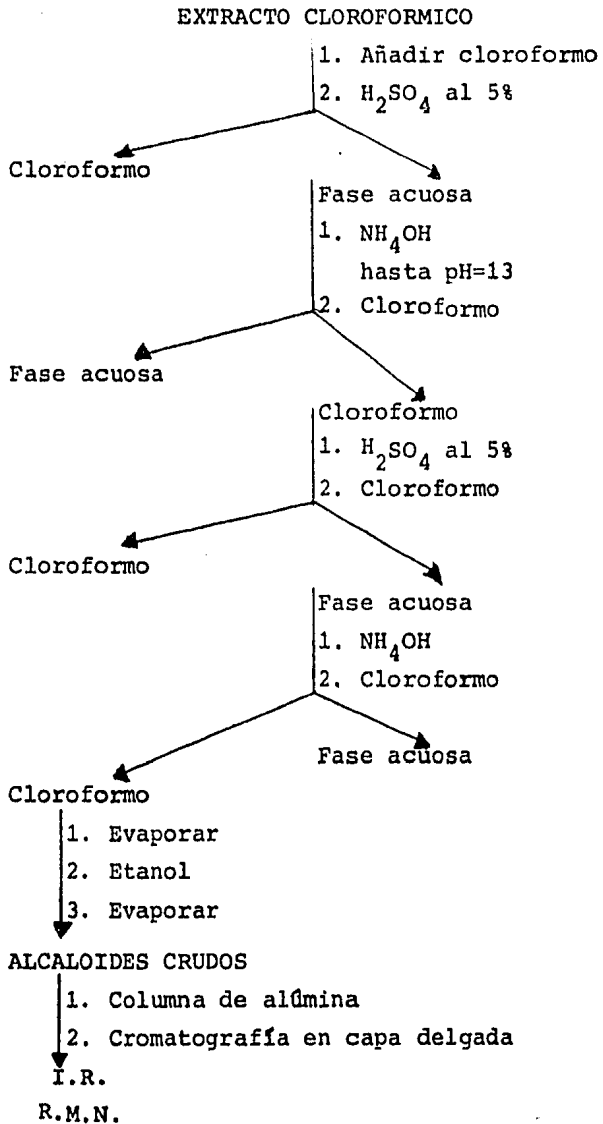 EXTRACTO CLOROFORMICO
1. Añadir cloroformo
2. H2SO4 al 5%
Cloroformo
Fase acuosa
1. NH4OH
hasta pH=13
2. Cloroformo
Fase acuosa
Cloroformo
1. H2SO4 al 5%
2. Cloroformo
Cloroformo
Fase acuosa
1. NH4OH
2. Cloroformo
Fase acuosa
Cloroformo
1. Evaporar
2. Etanol
3. Evaporar
ALCALOIDES CRUDOS
1. Columna de alúmina
2. Cromatografía en capa delgada
I.R.
R.M.N.